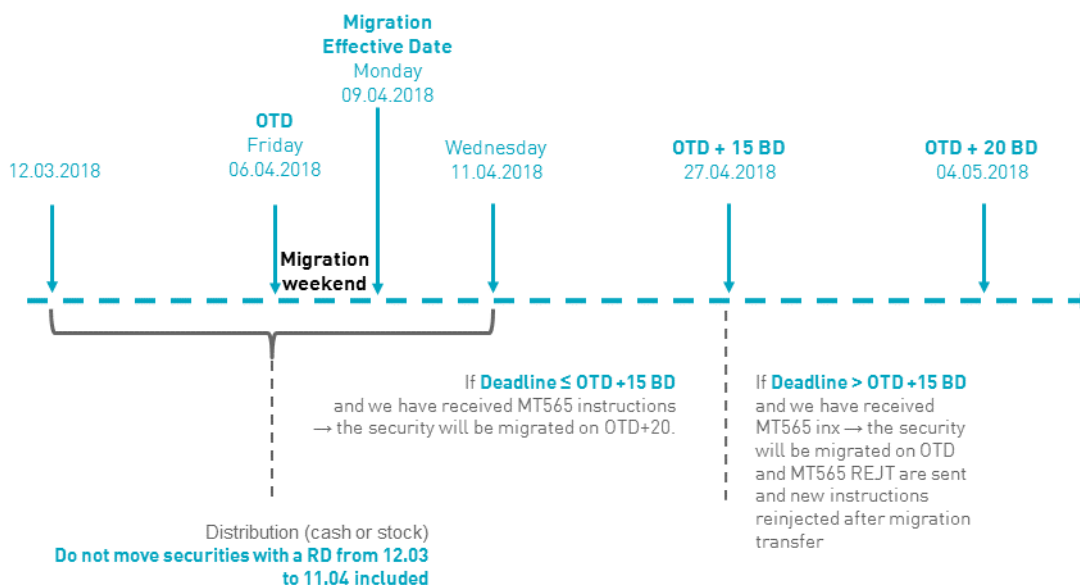 Migration
Effective Date
Monday
09.04.2018
OTD
Friday
06.04.2018
12.03.2018
Wednesday
11.04.2018
OTD + 15 BD
27.04.2018
OTD + 20 BD
04.05.2018
Migration
weekend
If Deadline ≤ OTD +15 BD
and we have received MT565 instructions
→ the security will be migrated on OTD+20.
If Deadline > OTD +15 BD
and we have received
MT565 inx → the security
will be migrated on OTD
and MT565 REJT are sent
and new instructions
reinjected after migration
transfer
Distribution (cash or stock)
Do not move securities with a RD from 12.03
to 11.04 included